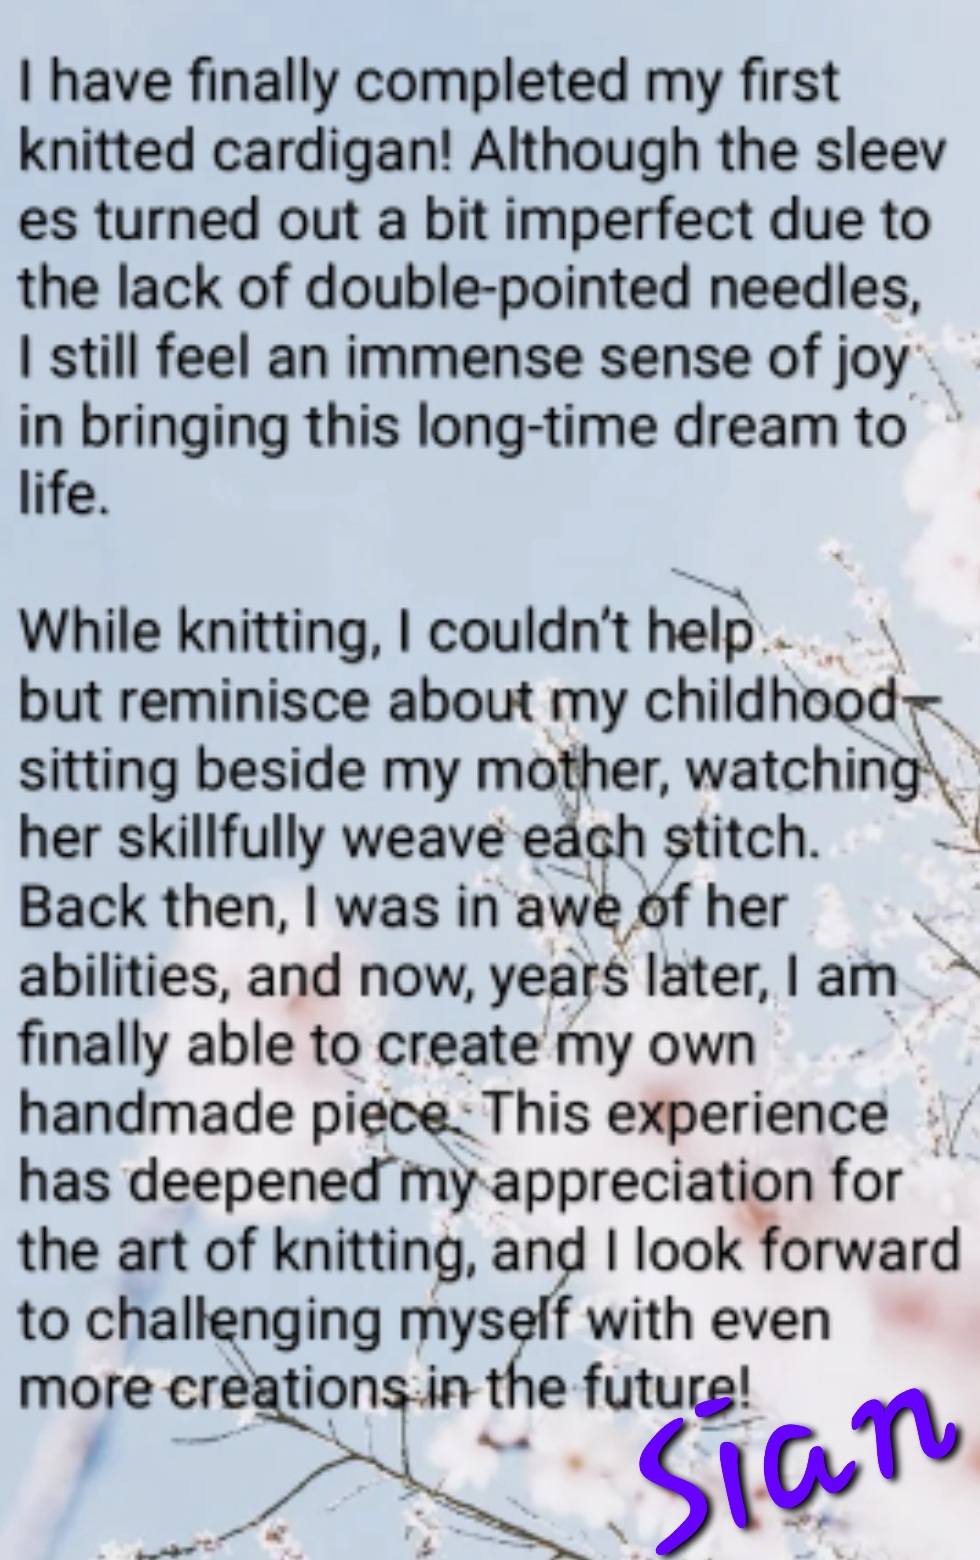 I have finally completed my first
knitted cardigan! Although the sleev
es turned out a bit imperfect due to
the lack of double-pointed needles,
I still feel an immense sense of joy
in bringing this long-time dream to
life.
While knitting, I couldn’t help
but reminisce about my childhood—
sitting beside my mother, watching
her skillfully weave each stitch.
Back then, I was in awe of her
abilities, and now, years later, I am
finally able to create my own
handmade piece. This experience
has deepened my appreciation for
the art of knitting, and I look forward
to challenging myself with even
more creations in the future!
Sian